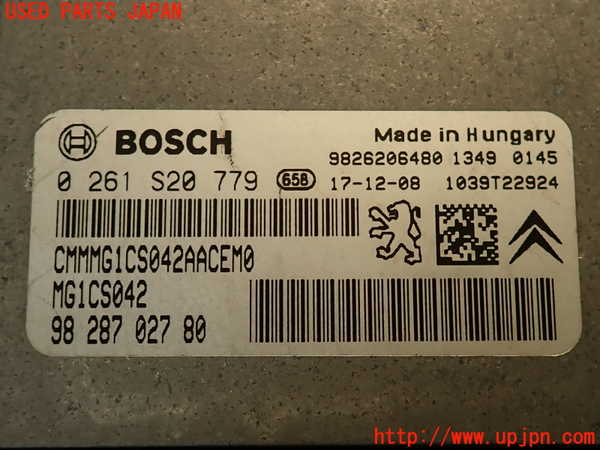 USED PARTS JAPAN
BOSCH
Made in Hungary
9826206480 1349 0145
0 261 S20 779 658 17-12-08 1039T22924
CMMMG1CS042AACEM0
MG1CS042
98 287 027 80
http://www.upjpn.com/